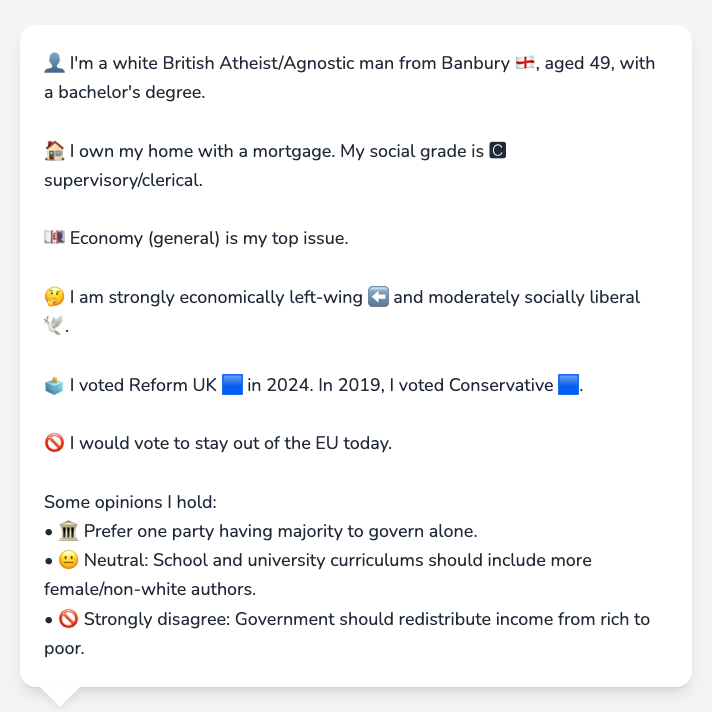 👤 I'm a white British Atheist/Agnostic man from Banbury 🏴󠁧󠁢󠁥󠁮󠁧󠁿, aged 49, with
a bachelor's degree.
🏠 I own my home with a mortgage. My social grade is 🅲
supervisory/clerical.
💷 Economy (general) is my top issue.
🤔 I am strongly economically left-wing ⬅️ and moderately socially liberal
🕊️.
🗳️ I voted Reform UK 🟦 in 2024. In 2019, I voted Conservative 🟦.
🚫 I would vote to stay out of the EU today.
Some opinions I hold:
• 🏛️ Prefer one party having majority to govern alone.
• 😐 Neutral: School and university curriculums should include more
female/non-white authors.
• 🚫 Strongly disagree: Government should redistribute income from rich to
poor.